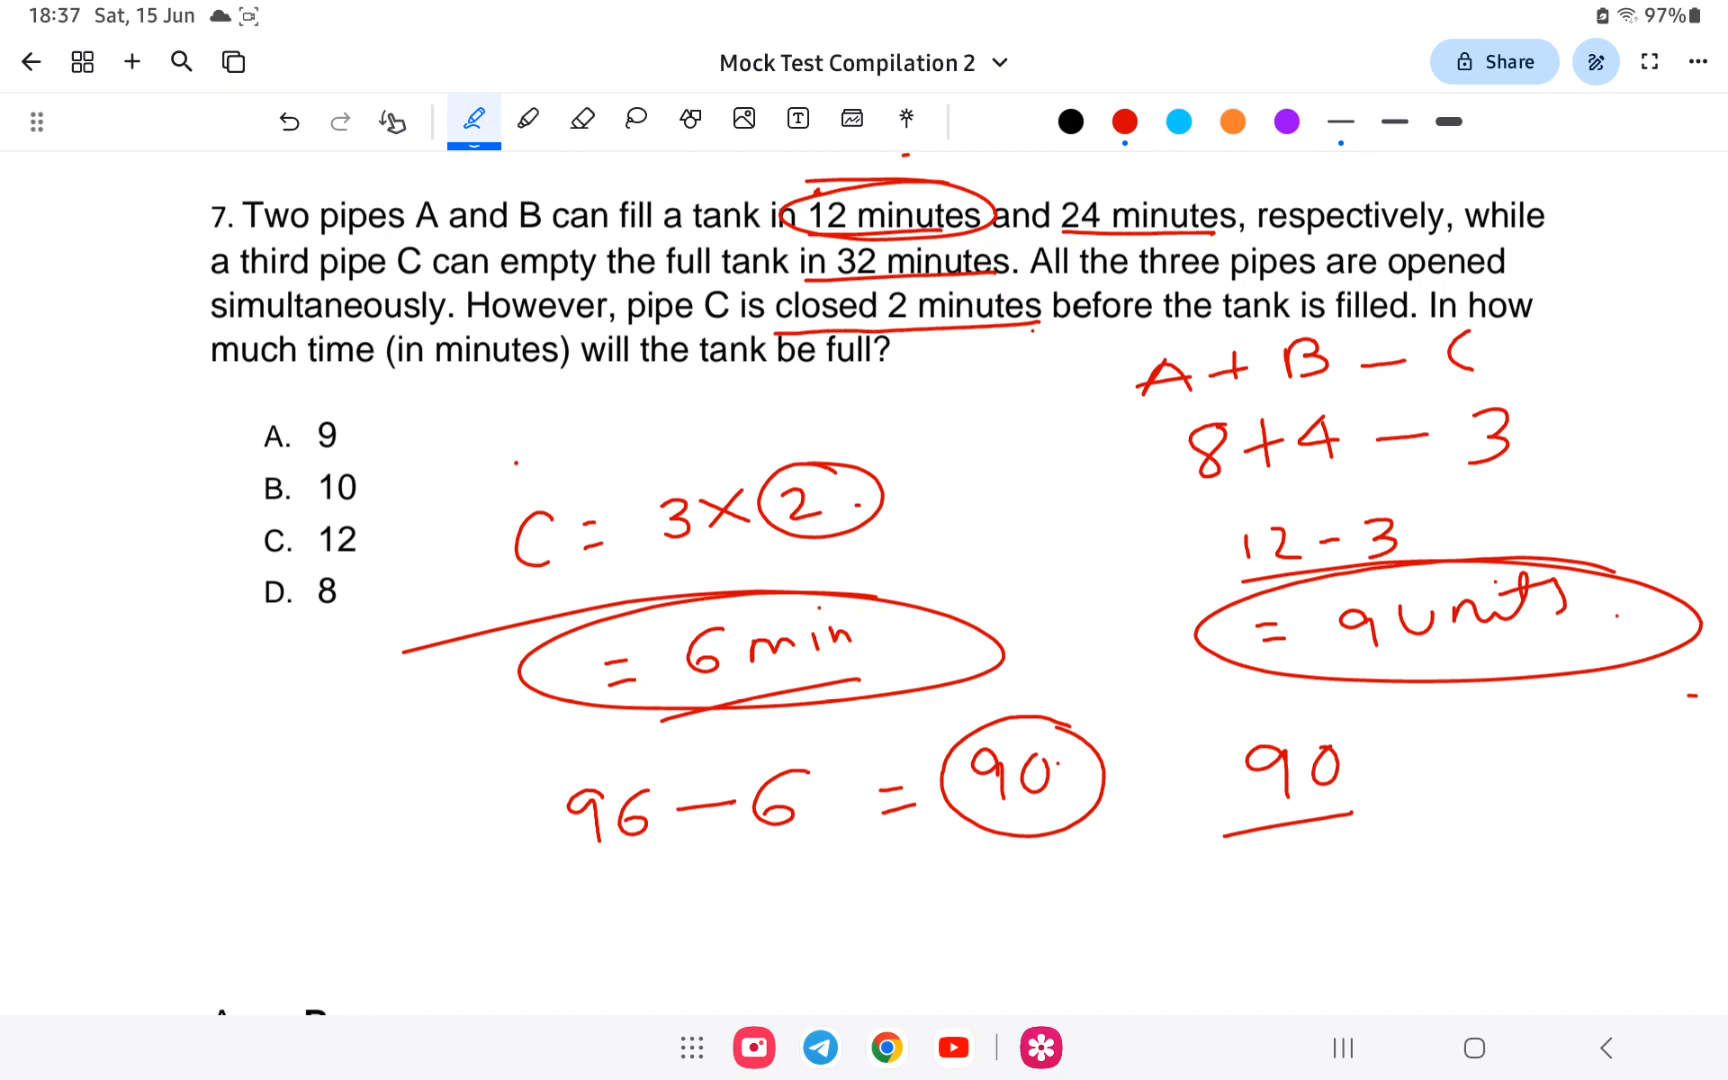 18:37 Sat, 15 Jun
97%
Mock Test Compilation 2
Share
7. Two pipes A and B can fill a tank in 12 minutes and 24 minutes, respectively, while
a third pipe C can empty the full tank in 32 minutes. All the three pipes are opened
simultaneously. However, pipe C is closed 2 minutes before the tank is filled. In how
much time (in minutes) will the tank be full?
A + B - C
8 + 4 - 3
A. 9
B. 10
C. 12
D. 8
C = 3 × 2
12 - 3
= 6 min
= 9 units
96 - 6 = 90
90